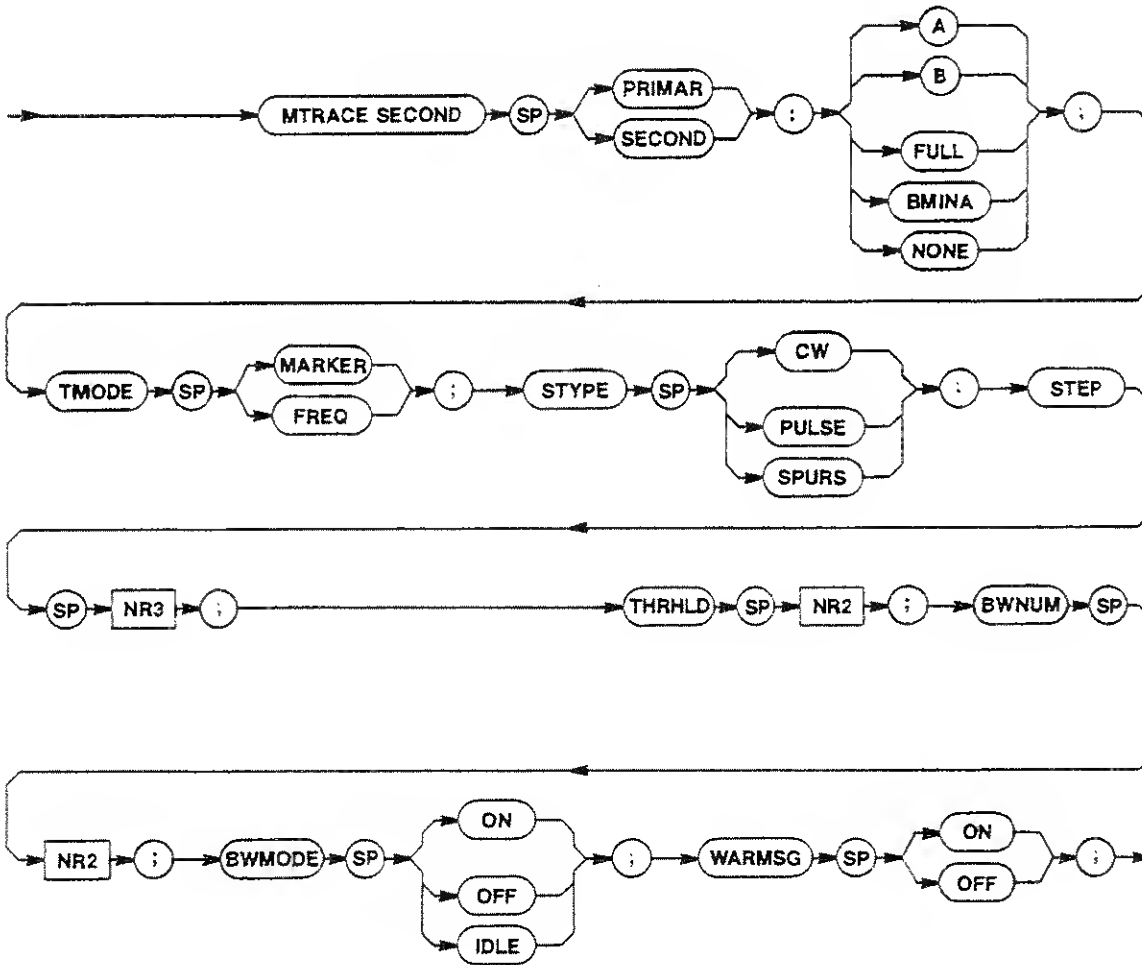 MTRACE SECOND SP PRIMAR SECOND : A B FULL BMINA NONE ;
TMODE SP MARKER FREQ ; STYPE SP CW PULSE SPURS : STEP
SP NR3 ; THRHLD SP NR2 ; BWNUM SP
NR2 ; BWMODE SP ON OFF IDLE ; WARMSG SP ON OFF ;